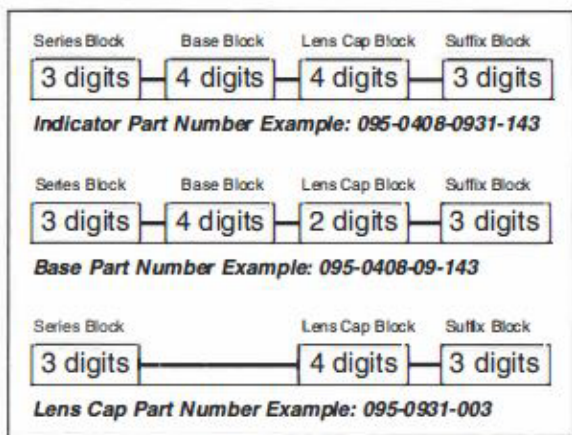 Series Block Base Block Lens Cap Block Suffix Block
3 digits 4 digits 4 digits 3 digits
Indicator Part Number Example: 095-0408-0931-143
Series Block Base Block Lens Cap Block Suffix Block
3 digits 4 digits 2 digits 3 digits
Base Part Number Example: 095-0408-09-143
Series Block Lens Cap Block Suffix Block
3 digits 4 digits 3 digits
Lens Cap Part Number Example: 095-0931-003